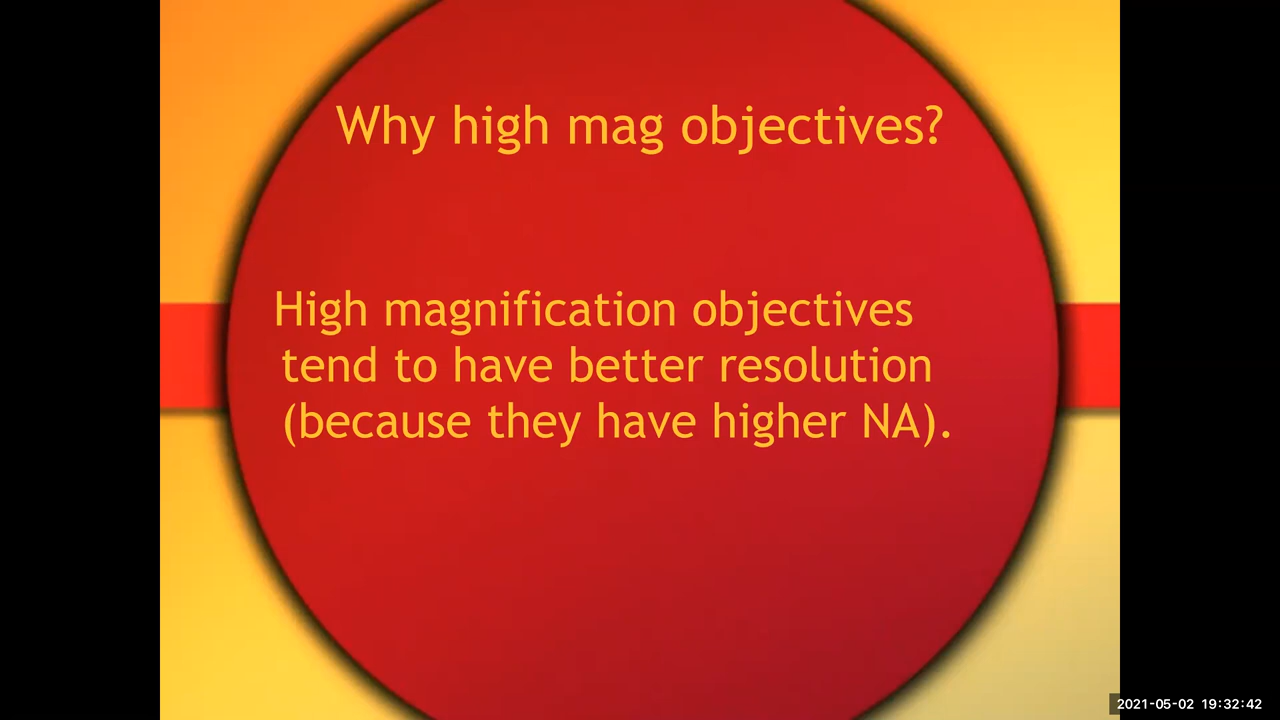 Why high mag objectives?
High magnification objectives
tend to have better resolution
(because they have higher NA).
2021-05-02 19:32:42